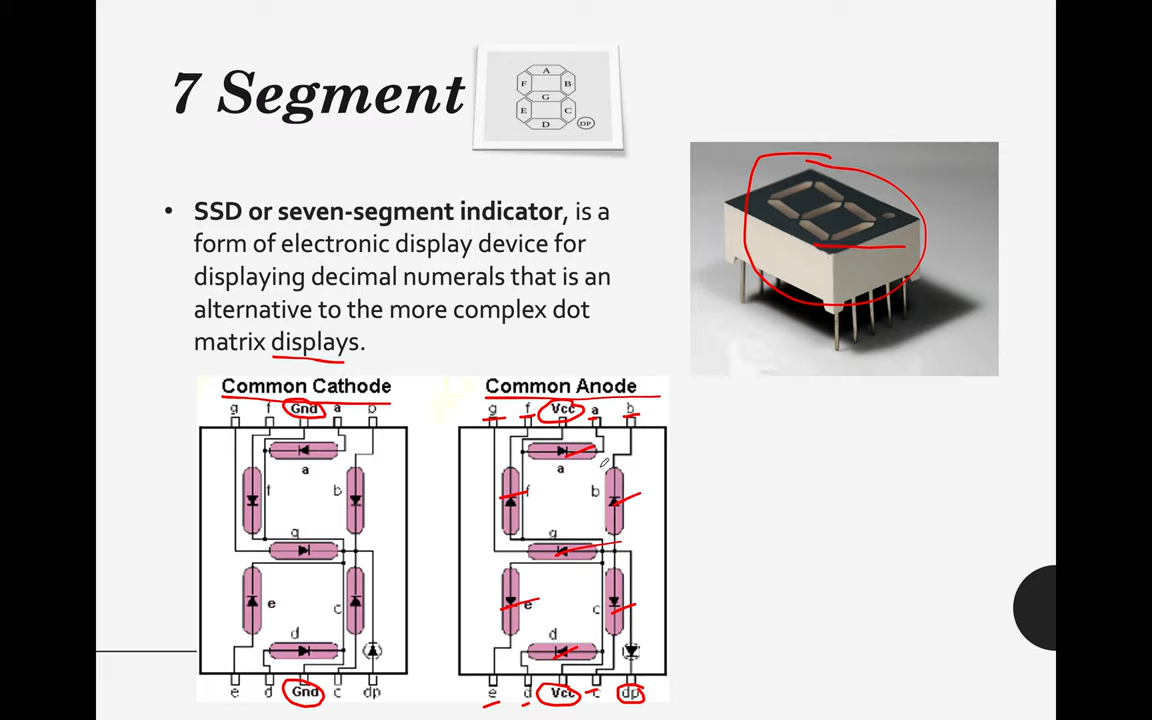 7 Segment
A
F B
G
E C
D DP
• SSD or seven-segment indicator, is a
form of electronic display device for
displaying decimal numerals that is an
alternative to the more complex dot
matrix displays.
Common Cathode
g f Gnd a b
a
f b
g
e c
d
e d Gnd c dp
Common Anode
g f Vcc a b
a
f b
g
e c
d
e d Vcc c dp